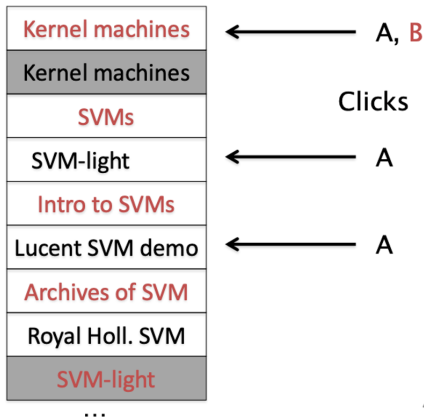 Kernel machines
A, B
Kernel machines
Clicks
SVMs
SVM-light
A
Intro to SVMs
Lucent SVM demo
A
Archives of SVM
Royal Holl. SVM
SVM-light
...